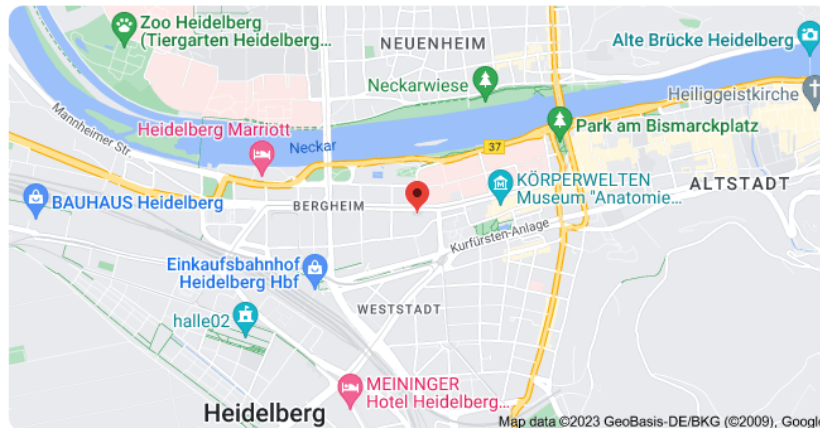 Zoo Heidelberg
(Tiergarten Heidelberg...
NEUENHEIM
Alte Brücke Heidelberg
Neckarwiese
Heiliggeistkirche
Mannheimer Str.
Heidelberg Marriott
Neckar
37
Park am Bismarckplatz
KÖRPERWELTEN
Museum "Anatomie...
ALTSTADT
BAUHAUS Heidelberg
BERGHEIM
Kurfürsten-Anlage
Einkaufsbahnhof
Heidelberg Hbf
WESTSTADT
halle02
MEININGER
Hotel Heidelberg...
Heidelberg
Map data ©2023 GeoBasis-DE/BKG (©2009), Google